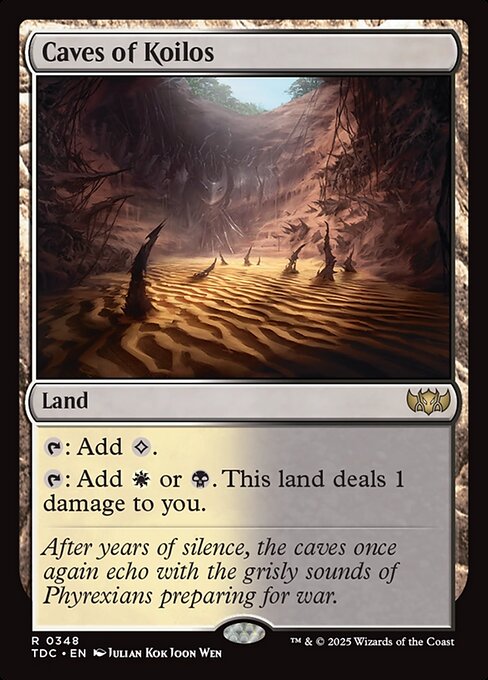 Caves of Koilos
Land
: Add .
: Add or . This land deals 1
damage to you.
After years of silence, the caves once
again echo with the grisly sounds of
Phyrexians preparing for war.
R 0348
TDC • EN Julian Kok Joon Wen
™ & © 2025 Wizards of the Coast